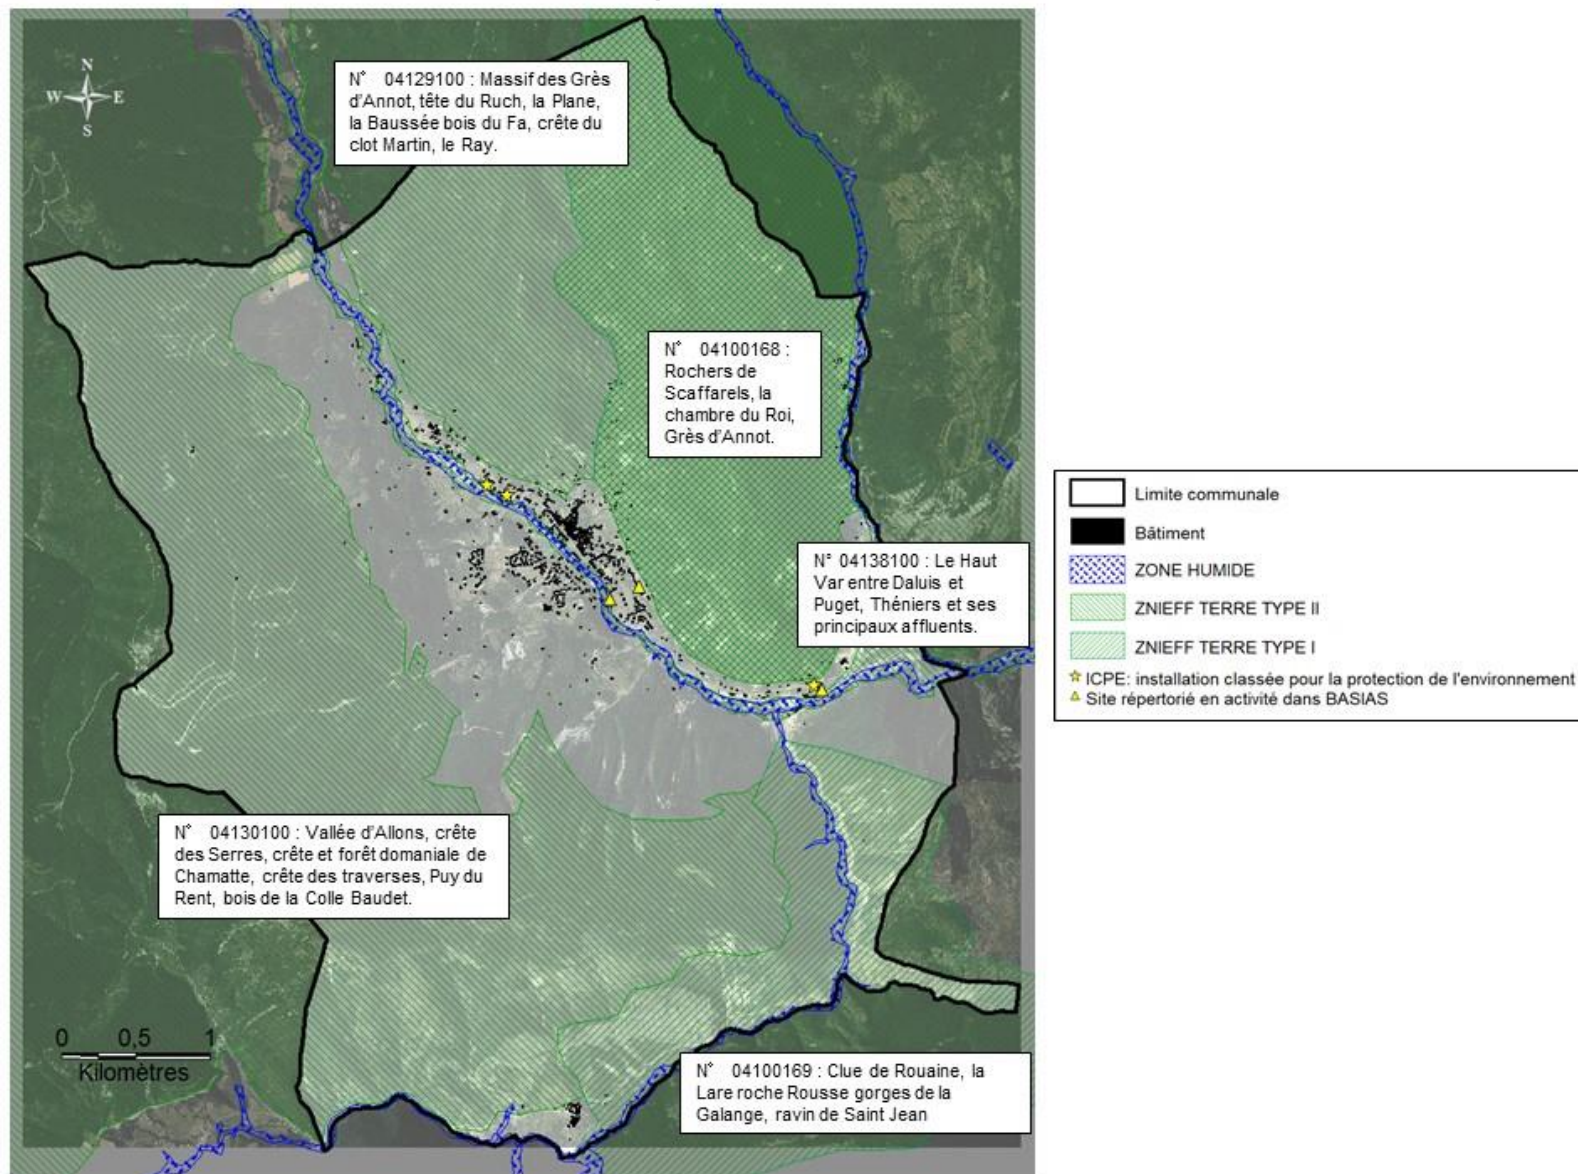 N
W E
S
N° 04129100 : Massif des Grès
d'Annot, tête du Ruch, la Plane,
la Baussée bois du Fa, crête du
clot Martin, le Ray.
N° 04100168 :
Rochers de
Scaffarels, la
chambre du Roi,
Grès d'Annot.
N° 04138100 : Le Haut
Var entre Daluis et
Puget, Théniers et ses
principaux affluents.
N° 04130100 : Vallée d'Allons, crête
des Serres, crête et forêt domaniale de
Chamatte, crête des traverses, Puy du
Rent, bois de la Colle Baudet.
N° 04100169 : Clue de Rouaine, la
Lare roche Rousse gorges de la
Galange, ravin de Saint Jean
0 0,5 1
Kilomètres
Limite communale
Bâtiment
ZONE HUMIDE
ZNIEFF TERRE TYPE II
ZNIEFF TERRE TYPE I
ICPE: installation classée pour la protection de l'environnement
Site répertorié en activité dans BASIAS